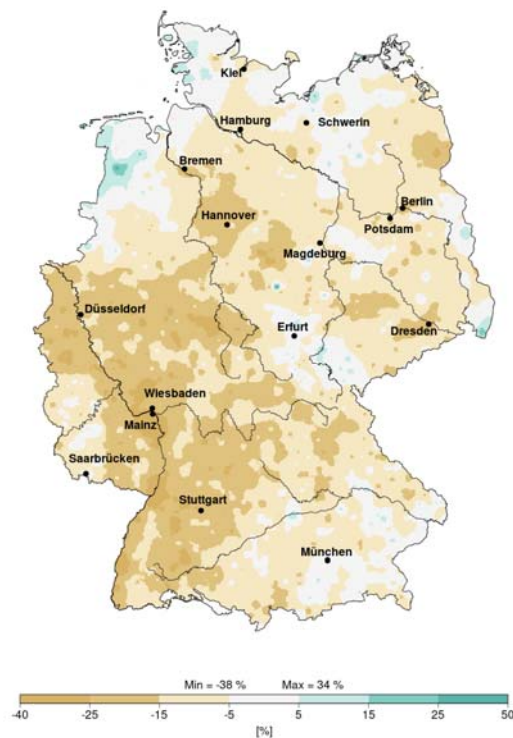 Kiel
Hamburg
Schwerin
Bremen
Hannover
Berlin
Potsdam
Magdeburg
Düsseldorf
Erfurt
Dresden
Wiesbaden
Mainz
Saarbrücken
Stuttgart
München
Min = -38 % Max = 34 %
-40 -25 -15 -5 5 15 25 50
[%]